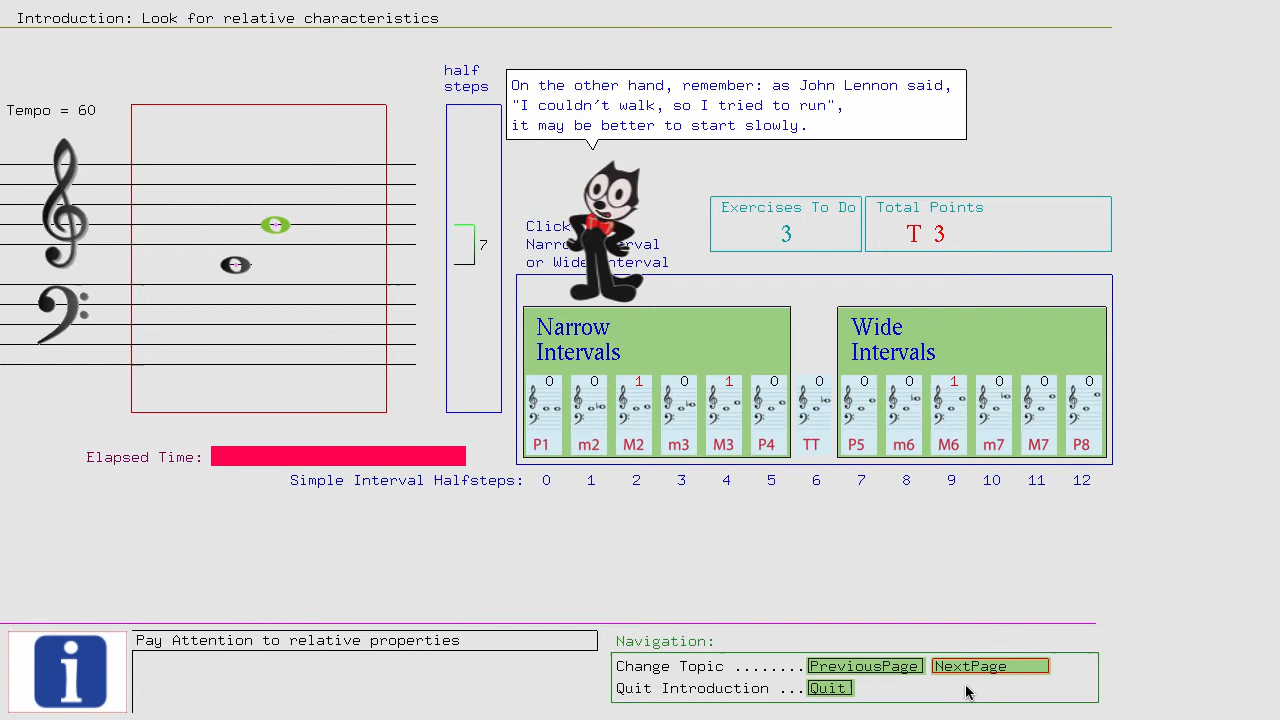 Introduction: Look for relative characteristics
half
steps
On the other hand, remember: as John Lennon said,
"I couldn't walk, so I tried to run",
it may be better to start slowly.
Tempo = 60
Exercises To Do
3
Total Points
T 3
Click
or Wide Interval
7
Narrow
Intervals
Wide
Intervals
0 0 1 0 1 0 0 0 0 1 0 0 0
P1 m2 M2 m3 M3 P4 TT P5 m6 M6 m7 M7 P8
Elapsed Time:
Simple Interval Halfsteps: 0 1 2 3 4 5 6 7 8 9 10 11 12
i
Pay Attention to relative properties
Navigation:
Change Topic ........ PreviousPage NextPage
Quit Introduction ... Quit